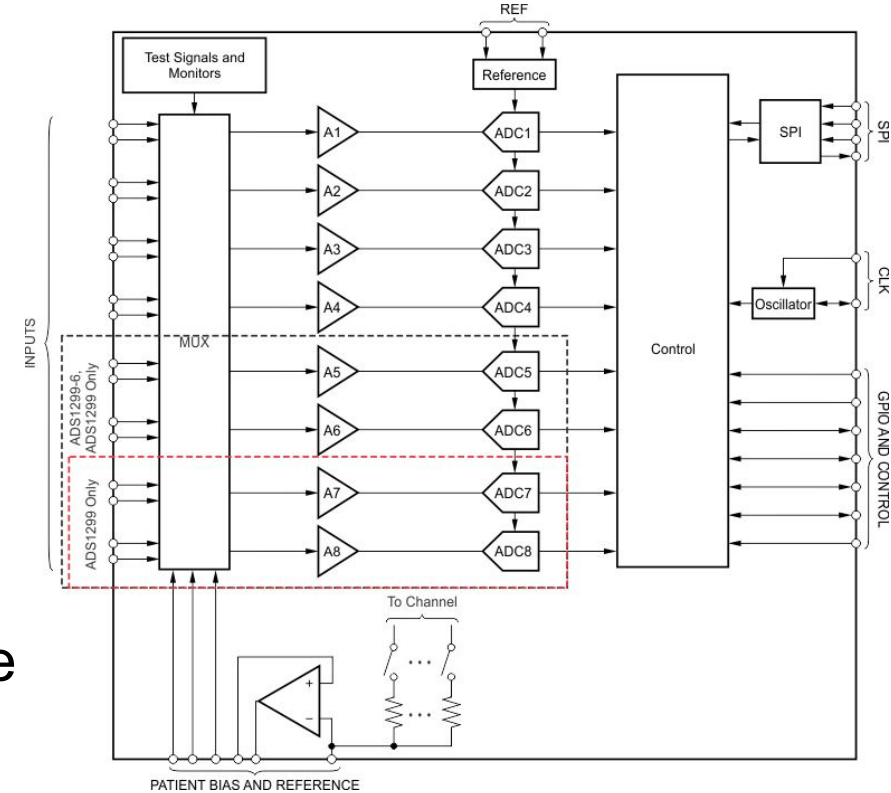 REF
Test Signals and
Monitors
Reference
A1
ADC1
A2
ADC2
A3
ADC3
A4
ADC4
A5
ADC5
A6
ADC6
A7
ADC7
A8
ADC8
MUX
Control
SPI
SPI
Oscillator
CLK
GPIO AND CONTROL
INPUTS
ADS1299-6,
ADS1299 Only
ADS1299 Only
To Channel
+
−
e
PATIENT BIAS AND REFERENCE